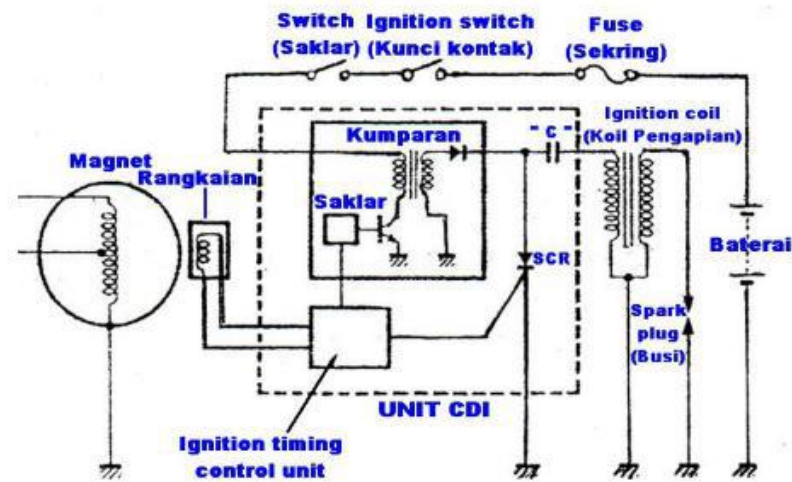 Switch
(Saklar)
Ignition switch
(Kunci kontak)
Fuse
(Sekring)
Ignition coil
(Koil Pengapian)
" C "
Kumparan
Magnet
Rangkaian
Saklar
SCR
Baterai
Spark
plug
(Busi)
UNIT CDI
Ignition timing
control unit